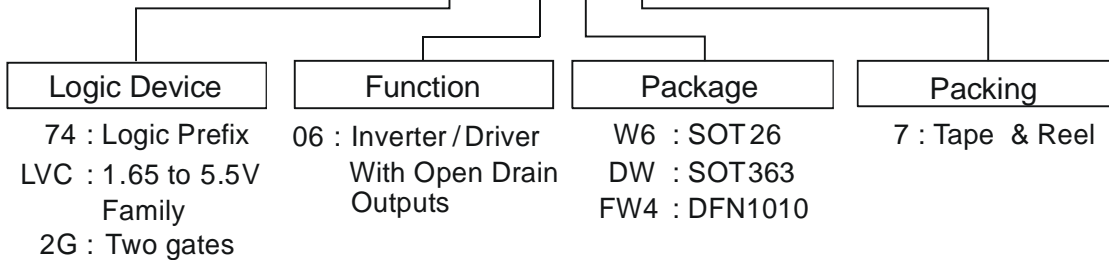 Logic Device
74 : Logic Prefix
LVC : 1.65 to 5.5V
Family
2G : Two gates
Function
06 : Inverter / Driver
With Open Drain
Outputs
Package
W6 : SOT26
DW : SOT363
FW4 : DFN1010
Packing
7 : Tape & Reel